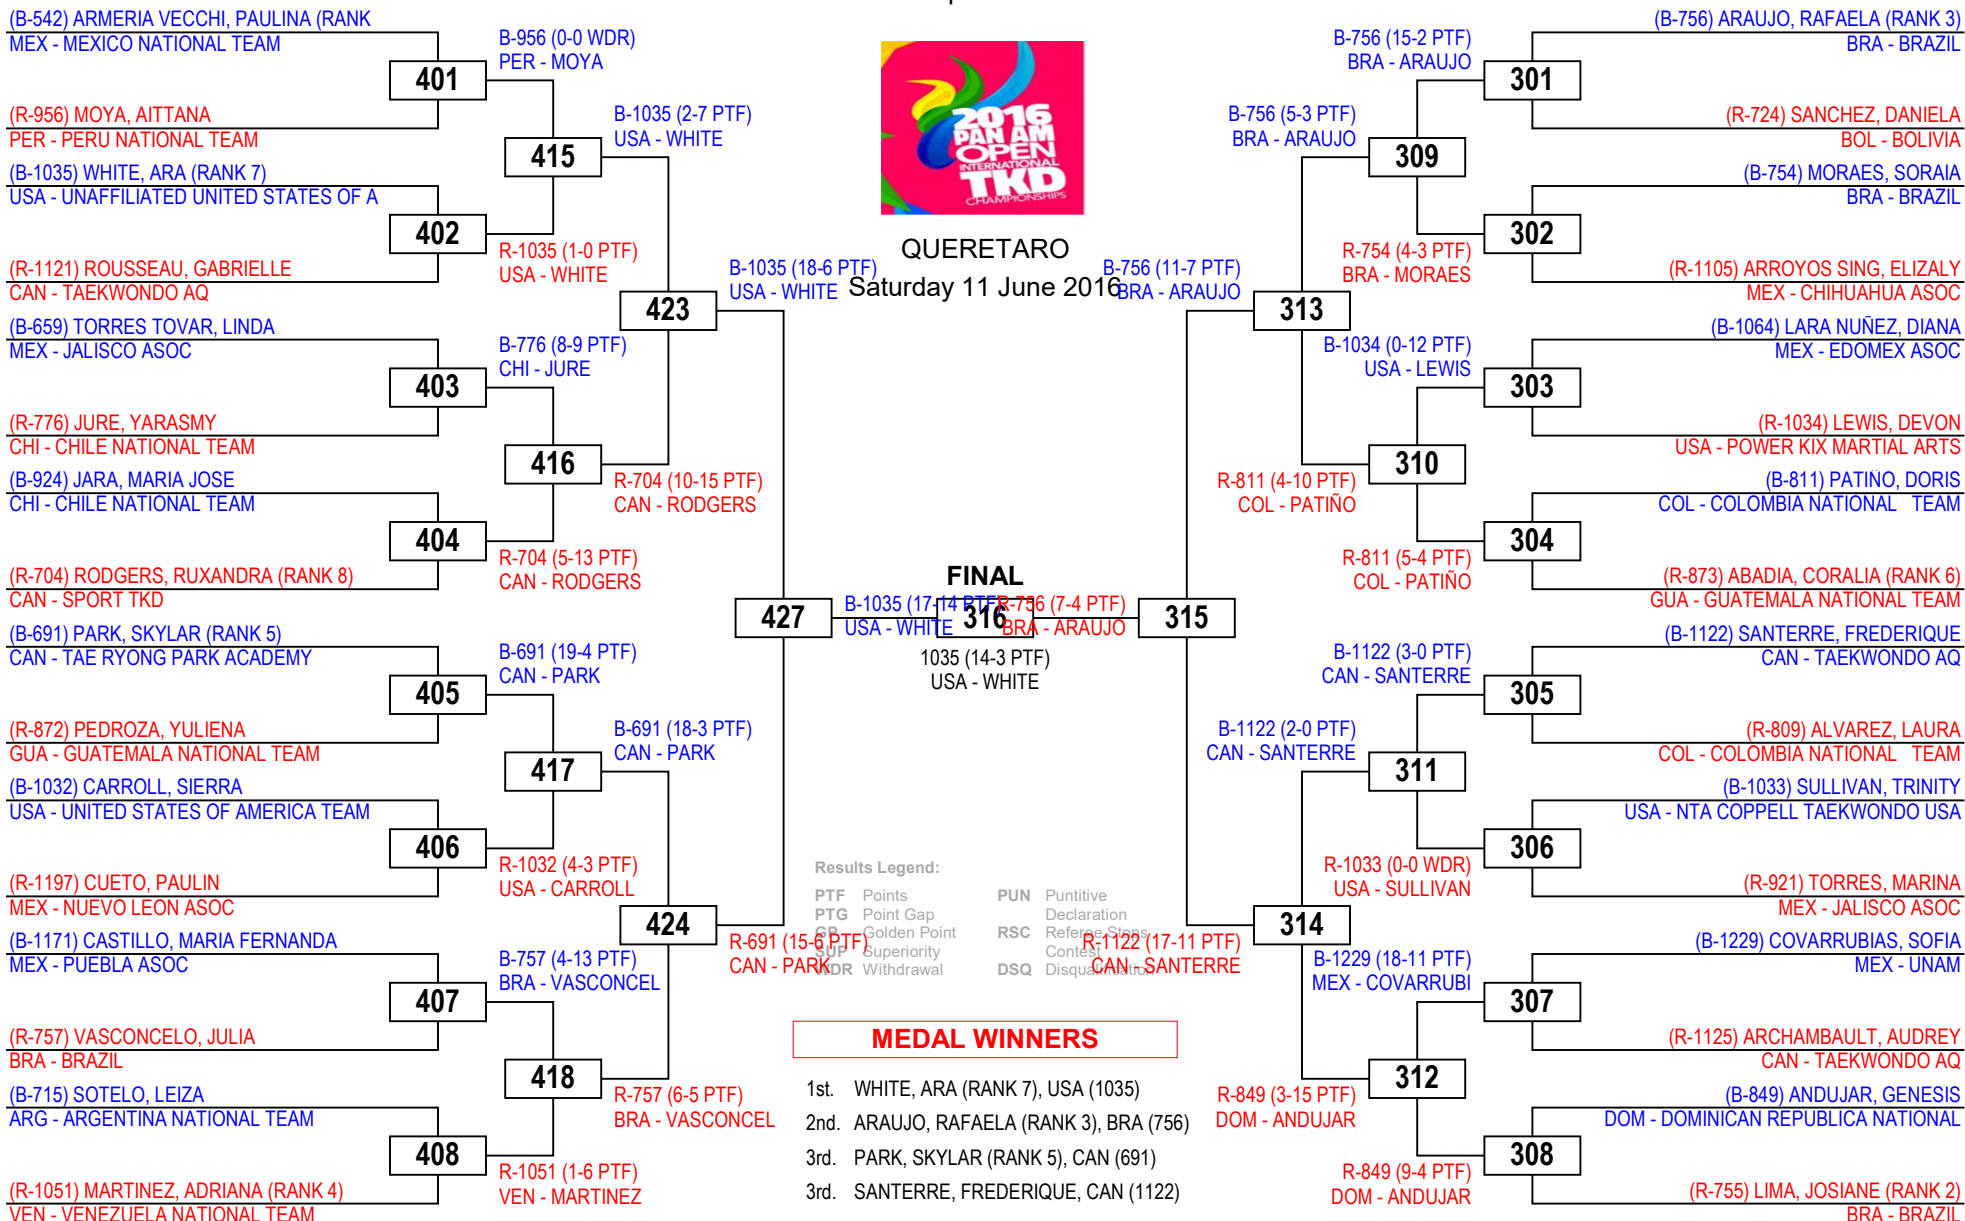 (B-542) ARMERIA VECCHI, PAULINA (RANK
MEX - MEXICO NATIONAL TEAM
401
(R-956) MOYA, AITTANA
PER - PERU NATIONAL TEAM
(B-1035) WHITE, ARA (RANK 7)
USA - UNAFFILIATED UNITED STATES OF A
402
(R-1121) ROUSSEAU, GABRIELLE
CAN - TAEKWONDO AQ
(B-659) TORRES TOVAR, LINDA
MEX - JALISCO ASOC
403
(R-776) JURE, YARASMY
CHI - CHILE NATIONAL TEAM
(B-924) JARA, MARIA JOSE
CHI - CHILE NATIONAL TEAM
404
(R-704) RODGERS, RUXANDRA (RANK 8)
CAN - SPORT TKD
(B-691) PARK, SKYLAR (RANK 5)
CAN - TAE RYONG PARK ACADEMY
405
(R-872) PEDROZA, YULIENA
GUA - GUATEMALA NATIONAL TEAM
(B-1032) CARROLL, SIERRA
USA - UNITED STATES OF AMERICA TEAM
406
(R-1197) CUETO, PAULIN
MEX - NUEVO LEON ASOC
(B-1171) CASTILLO, MARIA FERNANDA
MEX - PUEBLA ASOC
407
(R-757) VASCONCELO, JULIA
BRA - BRAZIL
(B-715) SOTELO, LEIZA
ARG - ARGENTINA NATIONAL TEAM
408
(R-1051) MARTINEZ, ADRIANA (RANK 4)
VEN - VENEZUELA NATIONAL TEAM
B-956 (0-0 WDR)
PER - MOYA
415
R-1035 (1-0 PTF)
USA - WHITE
B-776 (8-9 PTF)
CHI - JURE
416
R-704 (5-13 PTF)
CAN - RODGERS
B-691 (19-4 PTF)
CAN - PARK
417
R-1032 (4-3 PTF)
USA - CARROLL
B-757 (4-13 PTF)
BRA - VASCONCEL
418
R-1051 (1-6 PTF)
VEN - MARTINEZ
B-1035 (2-7 PTF)
USA - WHITE
423
R-704 (10-15 PTF)
CAN - RODGERS
B-691 (18-3 PTF)
CAN - PARK
424
R-757 (6-5 PTF)
BRA - VASCONCEL
B-1035 (18-6 PTF)
USA - WHITE
427
R-691 (15-6 PTF)
CAN - PARK
2016
PAN AM
OPEN
INTERNATIONAL
TKD
CHAMPIONSHIPS
QUERETARO
Saturday 11 June 2016
FINAL
B-1035 (17-14 PTF)
USA - WHITE
316
R-756 (7-4 PTF)
BRA - ARAUJO
1035 (14-3 PTF)
USA - WHITE
Results Legend:
PTF Points
PTG Point Gap
GP Golden Point
SUP Superiority
WDR Withdrawal
PUN Puntitive
Declaration
RSC Referee Stops
Contest
DSQ Disqualification
MEDAL WINNERS
1st. WHITE, ARA (RANK 7), USA (1035)
2nd. ARAUJO, RAFAELA (RANK 3), BRA (756)
3rd. PARK, SKYLAR (RANK 5), CAN (691)
3rd. SANTERRE, FREDERIQUE, CAN (1122)
B-756 (11-7 PTF)
BRA - ARAUJO
315
R-1122 (17-11 PTF)
CAN - SANTERRE
B-756 (5-3 PTF)
BRA - ARAUJO
313
R-811 (4-10 PTF)
COL - PATIÑO
B-1122 (2-0 PTF)
CAN - SANTERRE
314
R-849 (3-15 PTF)
DOM - ANDUJAR
B-756 (15-2 PTF)
BRA - ARAUJO
309
R-754 (4-3 PTF)
BRA - MORAES
B-1034 (0-12 PTF)
USA - LEWIS
310
R-811 (5-4 PTF)
COL - PATIÑO
B-1122 (3-0 PTF)
CAN - SANTERRE
311
R-1033 (0-0 WDR)
USA - SULLIVAN
B-1229 (18-11 PTF)
MEX - COVARRUBI
312
R-849 (9-4 PTF)
DOM - ANDUJAR
(B-756) ARAUJO, RAFAELA (RANK 3)
BRA - BRAZIL
301
(R-724) SANCHEZ, DANIELA
BOL - BOLIVIA
(B-754) MORAES, SORAIA
BRA - BRAZIL
302
(R-1105) ARROYOS SING, ELIZALY
MEX - CHIHUAHUA ASOC
(B-1064) LARA NUÑEZ, DIANA
MEX - EDOMEX ASOC
303
(R-1034) LEWIS, DEVON
USA - POWER KIX MARTIAL ARTS
(B-811) PATIÑO, DORIS
COL - COLOMBIA NATIONAL TEAM
304
(R-873) ABADIA, CORALIA (RANK 6)
GUA - GUATEMALA NATIONAL TEAM
(B-1122) SANTERRE, FREDERIQUE
CAN - TAEKWONDO AQ
305
(R-809) ALVAREZ, LAURA
COL - COLOMBIA NATIONAL TEAM
(B-1033) SULLIVAN, TRINITY
USA - NTA COPPELL TAEKWONDO USA
306
(R-921) TORRES, MARINA
MEX - JALISCO ASOC
(B-1229) COVARRUBIAS, SOFIA
MEX - UNAM
307
(R-1125) ARCHAMBAULT, AUDREY
CAN - TAEKWONDO AQ
(B-849) ANDUJAR, GENESIS
DOM - DOMINICAN REPUBLICA NATIONAL
308
(R-755) LIMA, JOSIANE (RANK 2)
BRA - BRAZIL